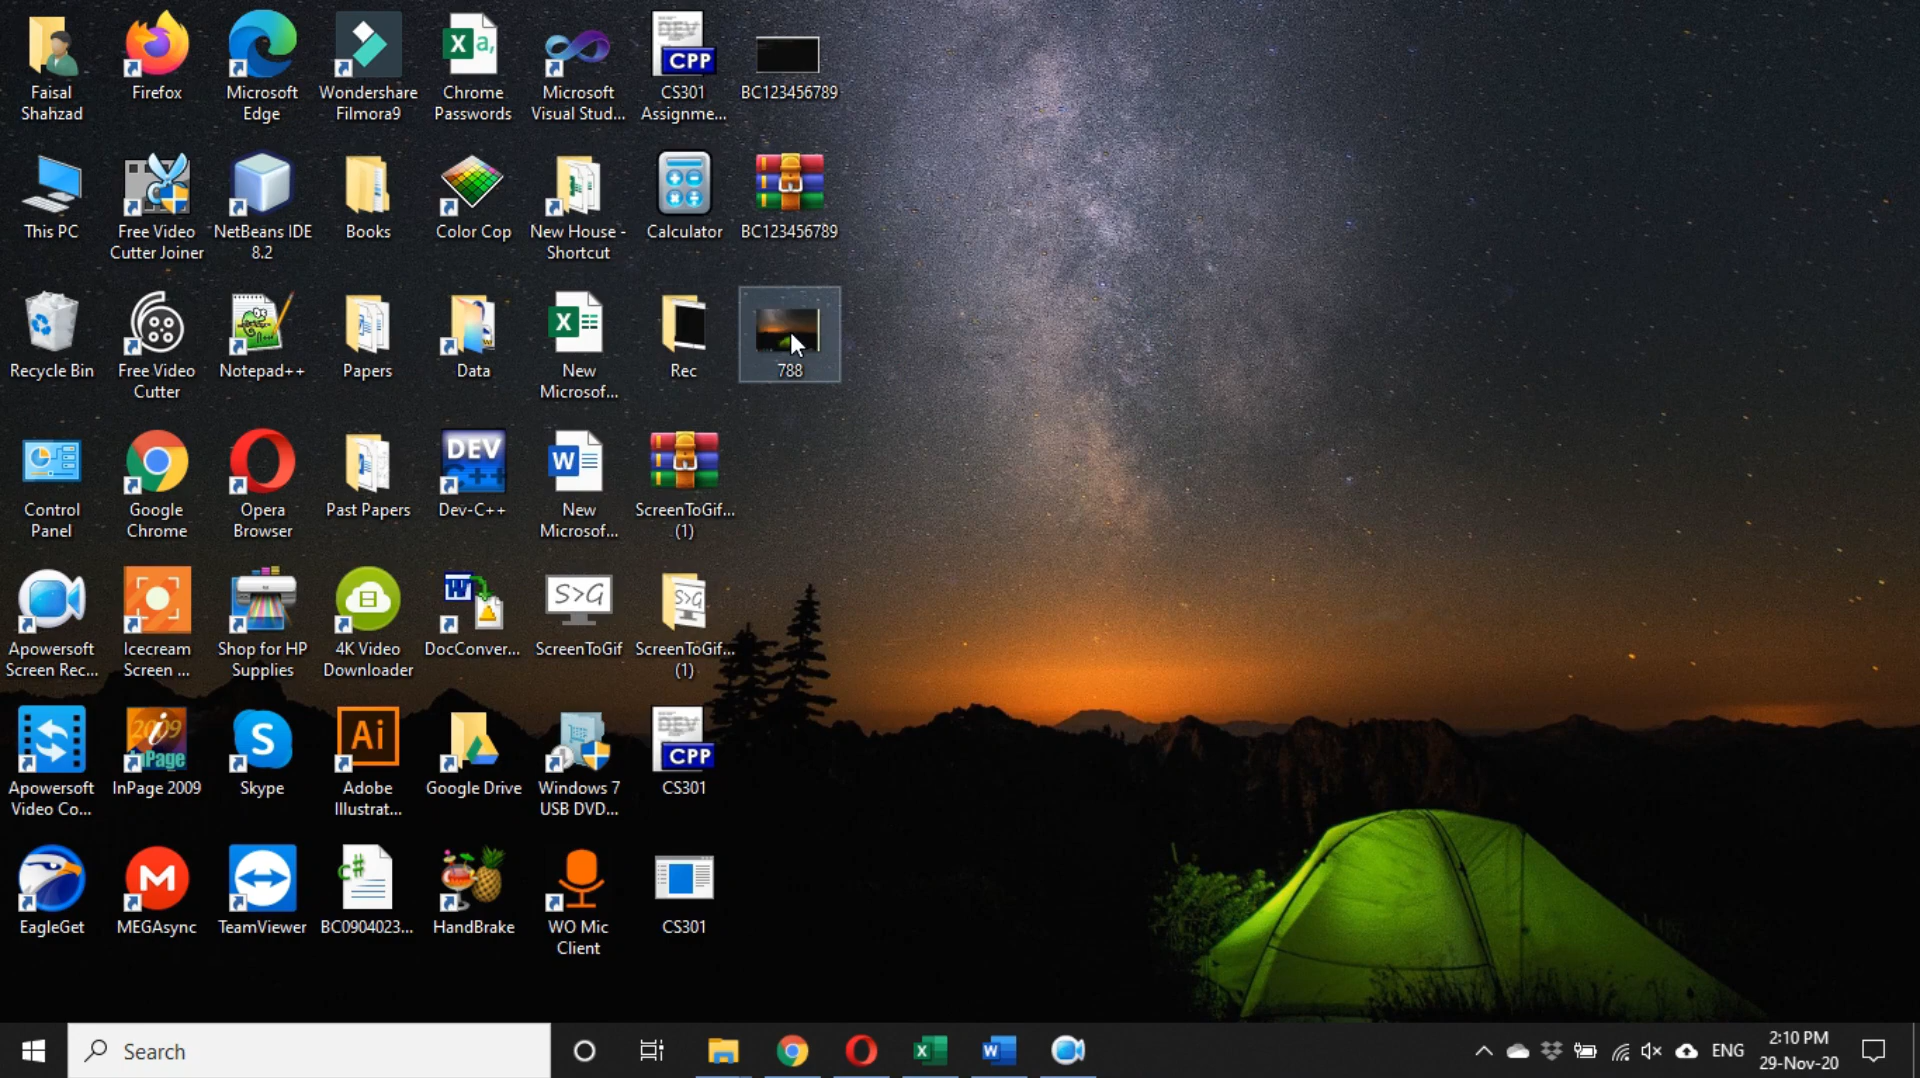 Faisal
Shahzad
Firefox
Microsoft
Edge
Wondershare
Filmora9
Chrome
Passwords
Microsoft
Visual Stud...
CS301
Assignme...
BC123456789
This PC
Free Video
Cutter Joiner
NetBeans IDE
8.2
Books
Color Cop
New House -
Shortcut
Calculator
BC123456789
Recycle Bin
Free Video
Cutter
Notepad++
Papers
Data
New
Microsof...
Rec
788
Control
Panel
Google
Chrome
Opera
Browser
Past Papers
Dev-C++
New
Microsof...
ScreenToGif...
(1)
Apowersoft
Screen Rec...
Icecream
Screen ...
Shop for HP
Supplies
4K Video
Downloader
DocConver...
ScreenToGif
ScreenToGif...
(1)
Apowersoft
Video Co...
InPage 2009
Skype
Adobe
Illustrat...
Google Drive
Windows 7
USB DVD...
CS301
EagleGet
MEGAsync
TeamViewer
BC0904023...
HandBrake
WO Mic
Client
CS301
Search
ENG
2:10 PM
29-Nov-20